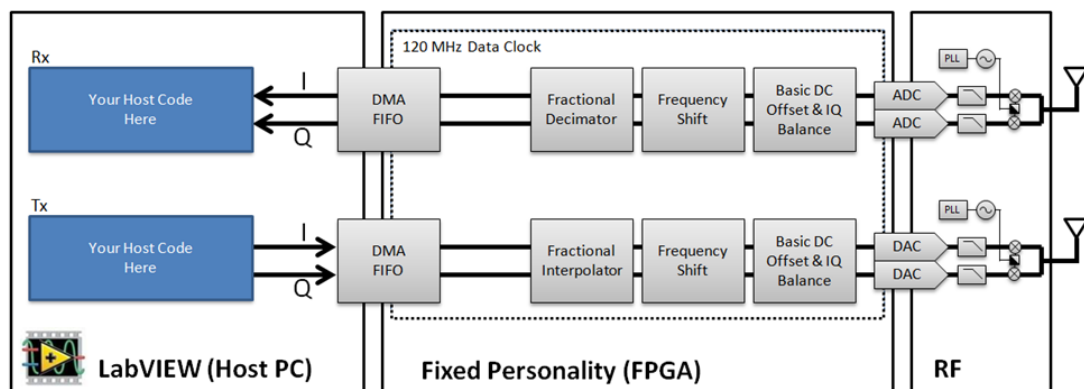 120 MHz Data Clock
Rx
Your Host Code
Here
I
Q
DMA
FIFO
Fractional
Decimator
Frequency
Shift
Basic DC
Offset & IQ
Balance
ADC
ADC
PLL
Tx
Your Host Code
Here
I
Q
DMA
FIFO
Fractional
Interpolator
Frequency
Shift
Basic DC
Offset & IQ
Balance
DAC
DAC
PLL
LabVIEW (Host PC)
Fixed Personality (FPGA)
RF